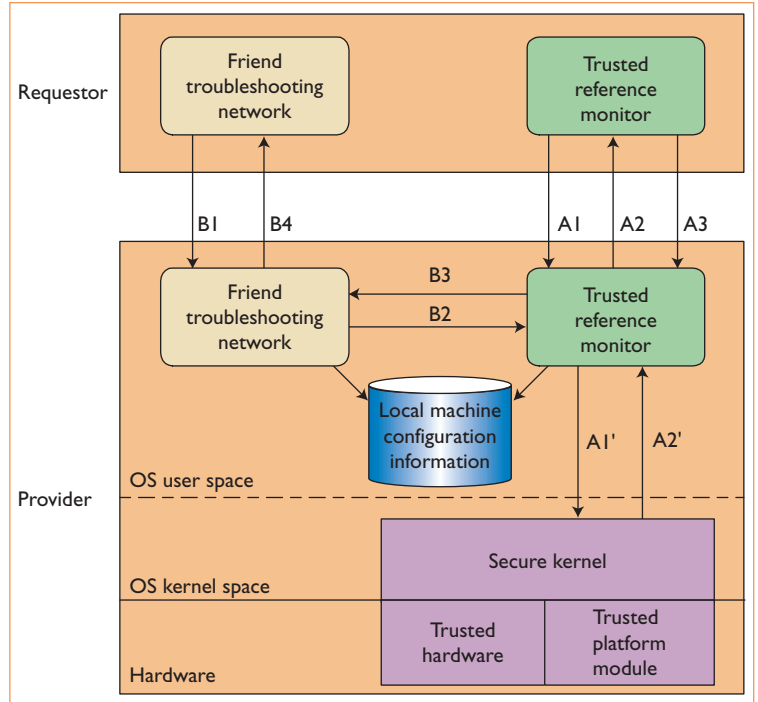 Requestor
Friend
troubleshooting
network
Trusted
reference
monitor
B1
B4
A1
A2
A3
Provider
Friend
troubleshooting
network
B3
B2
Trusted
reference
monitor
Local machine
configuration
information
A1'
A2'
OS user space
Secure kernel
OS kernel space
Trusted
hardware
Trusted
platform
module
Hardware